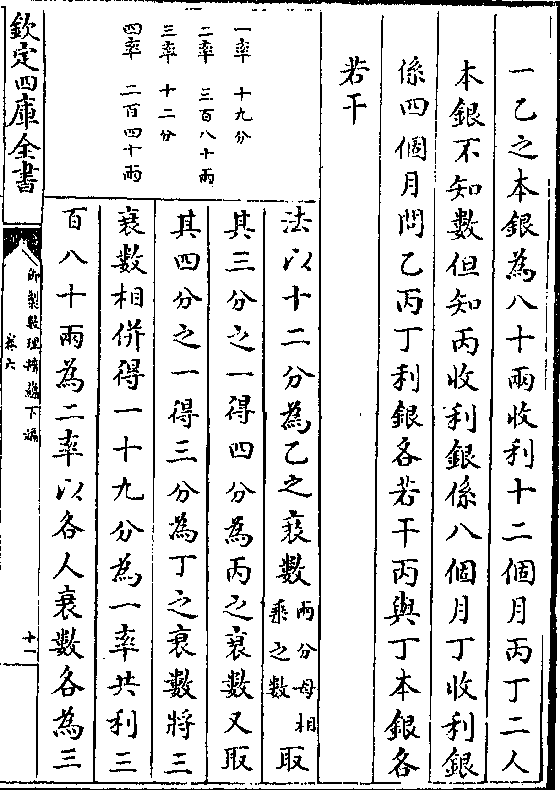 一乙之本銀為八十兩收利十二個月丙丁二人
本銀不知數但知丙收利銀係八個月丁收利銀
係四個月問乙丙丁利銀各若干丙與丁本銀各
若干
法以十二分為乙之衰數兩分母相乘之數取
其三分之一得四分為丙之衰數又取
其四分之一得三分為丁之衰數將三
衰數相併得一十九分為一率共利三
百八十兩為二率以各人衰數各為三
一率 十九分
二率 三百八十兩
三率 十二分
四率 二百四十兩
欽定四庫全書
御製數理精蘊下編
卷六
十一